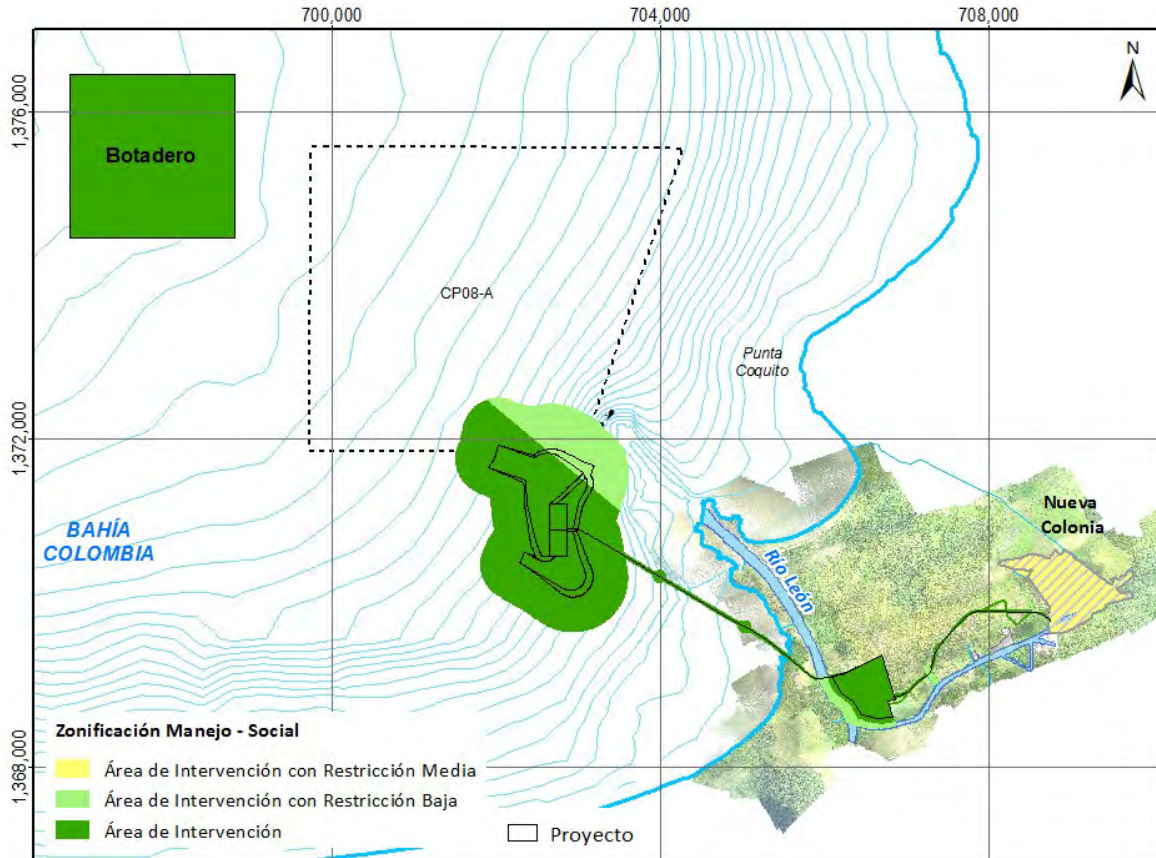 700,000
704,000
708,000
N
1,376,000
1,372,000
1,368,000
Botadero
CP08-A
Punta
Coquito
BAHÍA
COLOMBIA
Río León
Nueva
Colonia
Zonificación Manejo - Social
Área de Intervención con Restricción Media
Área de Intervención con Restricción Baja
Área de Intervención
Proyecto